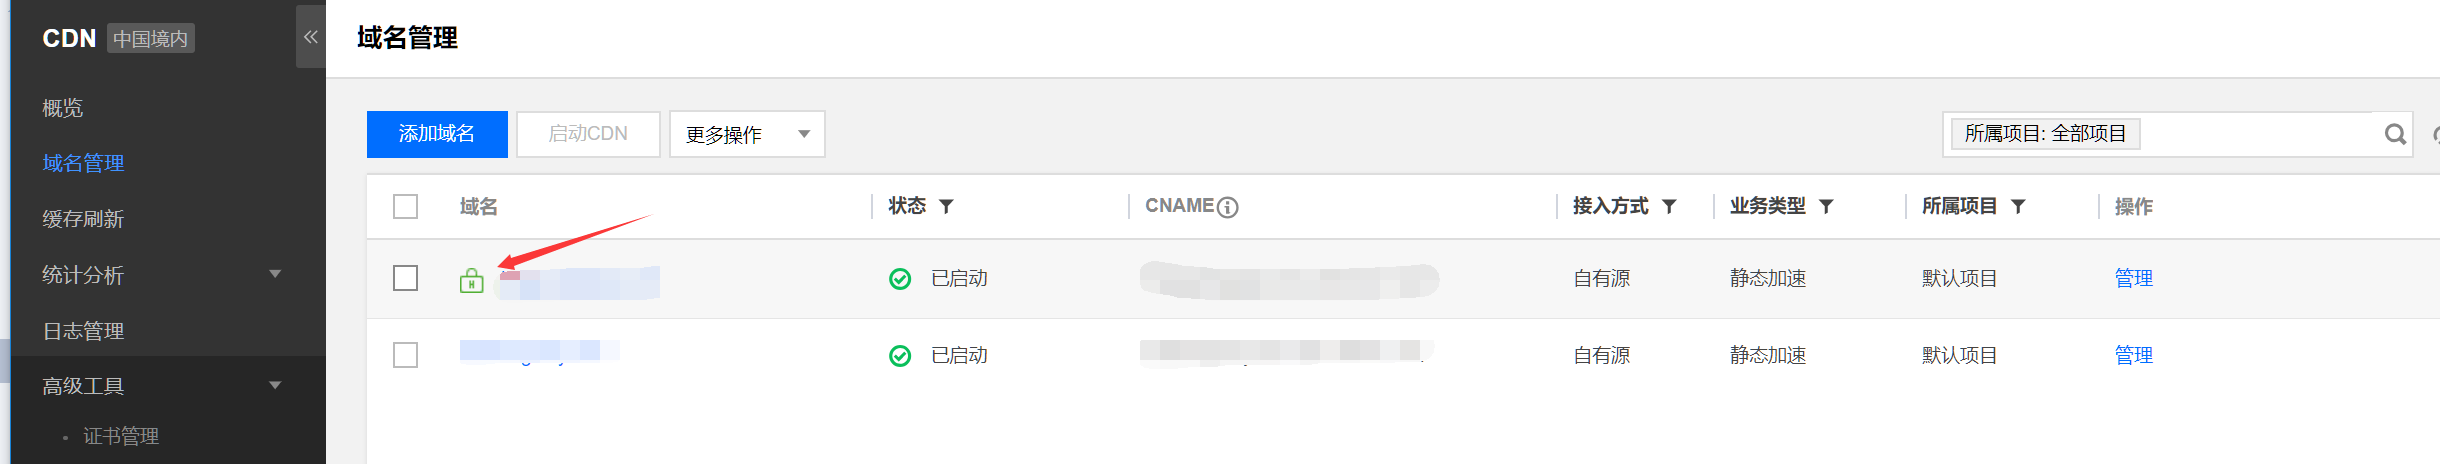 CDN 中国境内
域名管理
概览
域名管理
缓存刷新
统计分析
日志管理
高级工具
证书管理
添加域名 启动CDN 更多操作 所属项目: 全部项目
域名 状态 CNAME 接入方式 业务类型 所属项目 操作
H 已启动 自有源 静态加速 默认项目 管理
已启动 自有源 静态加速 默认项目 管理